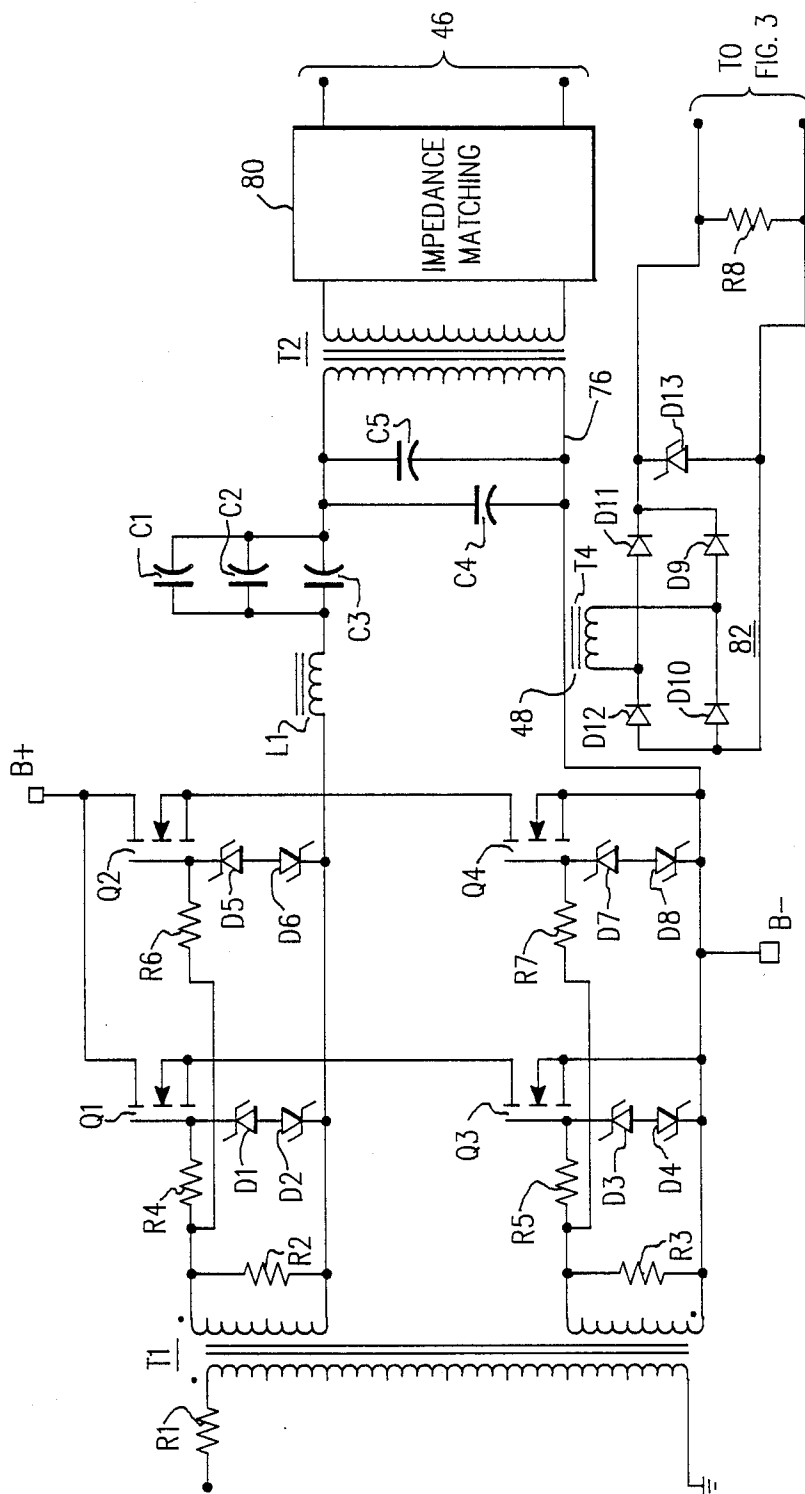 R1
T1
R2
R3
R4
R5
Q1
D1
D2
Q3
D3
D4
R6
R7
Q2
D5
D6
Q4
D7
D8
B+
B-
L1
C1
C2
C3
C4
C5
76
T2
80
IMPEDANCE
MATCHING
46
48
T4
D12
D11
D10
D9
82
D13
R8
TO
FIG. 3